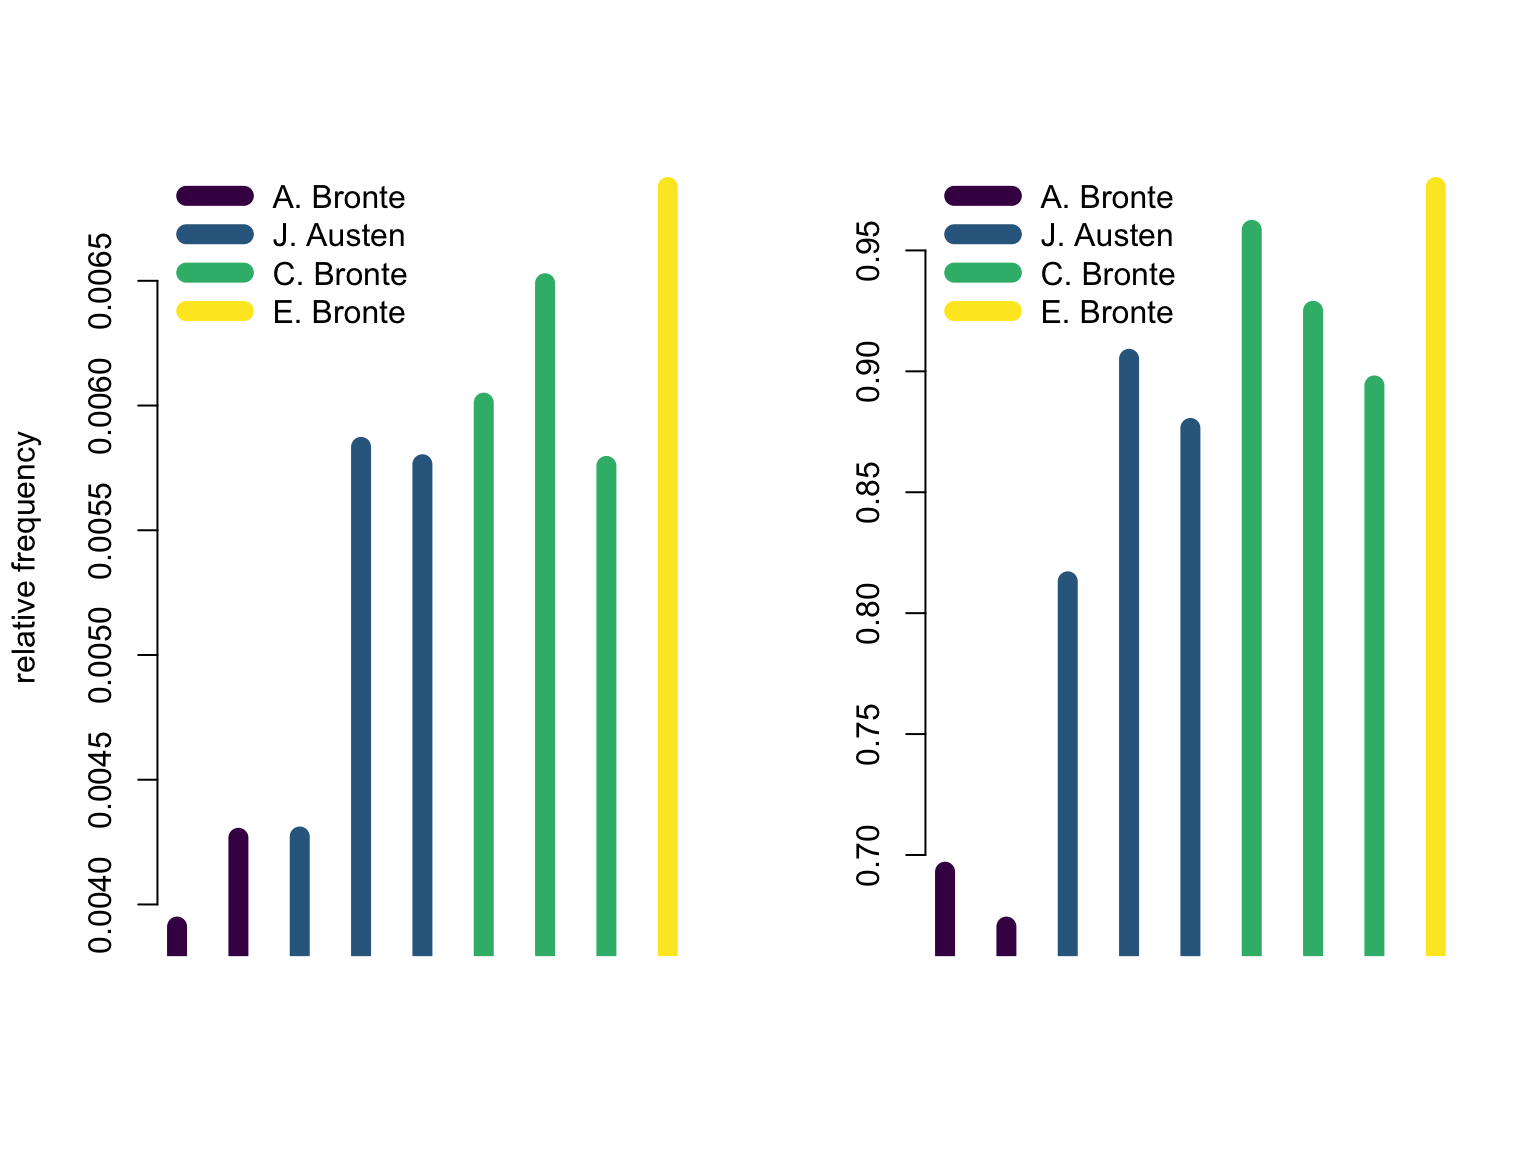 relative frequency
0.0040
0.0045
0.0050
0.0055
0.0060
0.0065
A. Bronte
J. Austen
C. Bronte
E. Bronte
0.70
0.75
0.80
0.85
0.90
0.95
A. Bronte
J. Austen
C. Bronte
E. Bronte